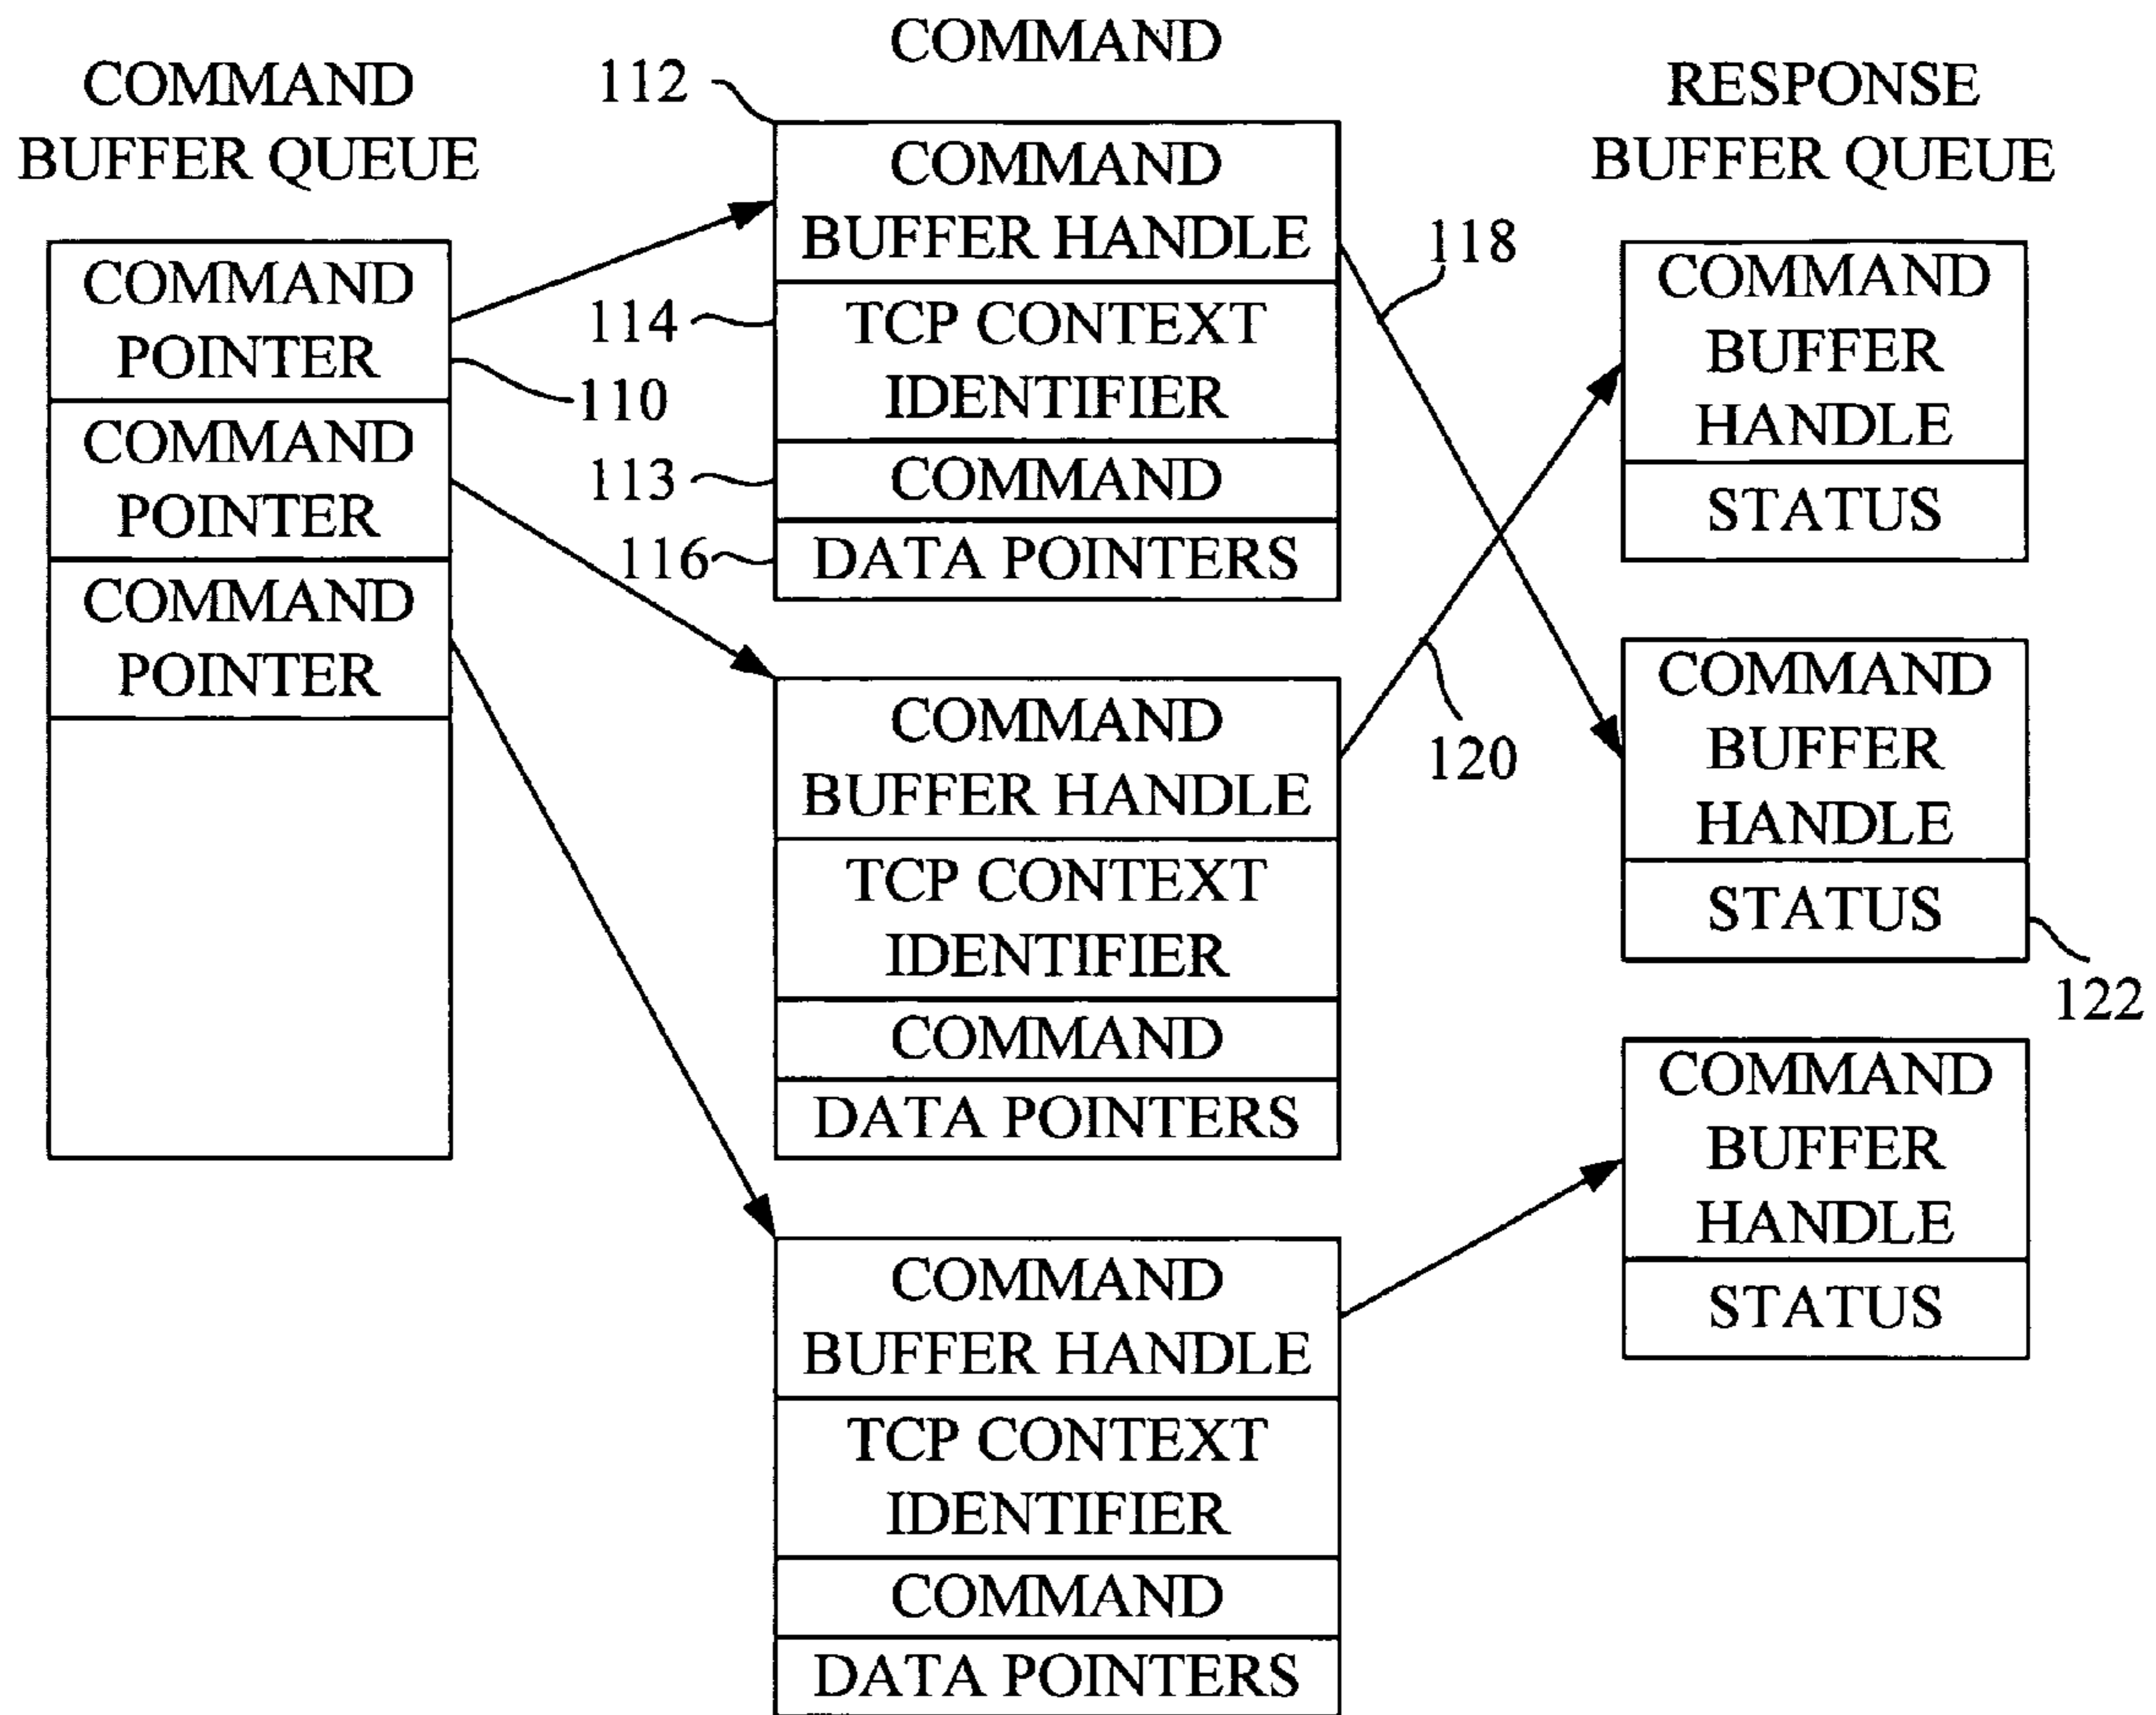 COMMAND
BUFFER QUEUE
COMMAND
POINTER
110
COMMAND
POINTER
COMMAND
POINTER
COMMAND
112
COMMAND
BUFFER HANDLE
114
TCP CONTEXT
IDENTIFIER
113
COMMAND
116
DATA POINTERS
COMMAND
BUFFER HANDLE
TCP CONTEXT
IDENTIFIER
COMMAND
DATA POINTERS
COMMAND
BUFFER HANDLE
TCP CONTEXT
IDENTIFIER
COMMAND
DATA POINTERS
118
120
RESPONSE
BUFFER QUEUE
COMMAND
BUFFER
HANDLE
STATUS
COMMAND
BUFFER
HANDLE
STATUS
122
COMMAND
BUFFER
HANDLE
STATUS